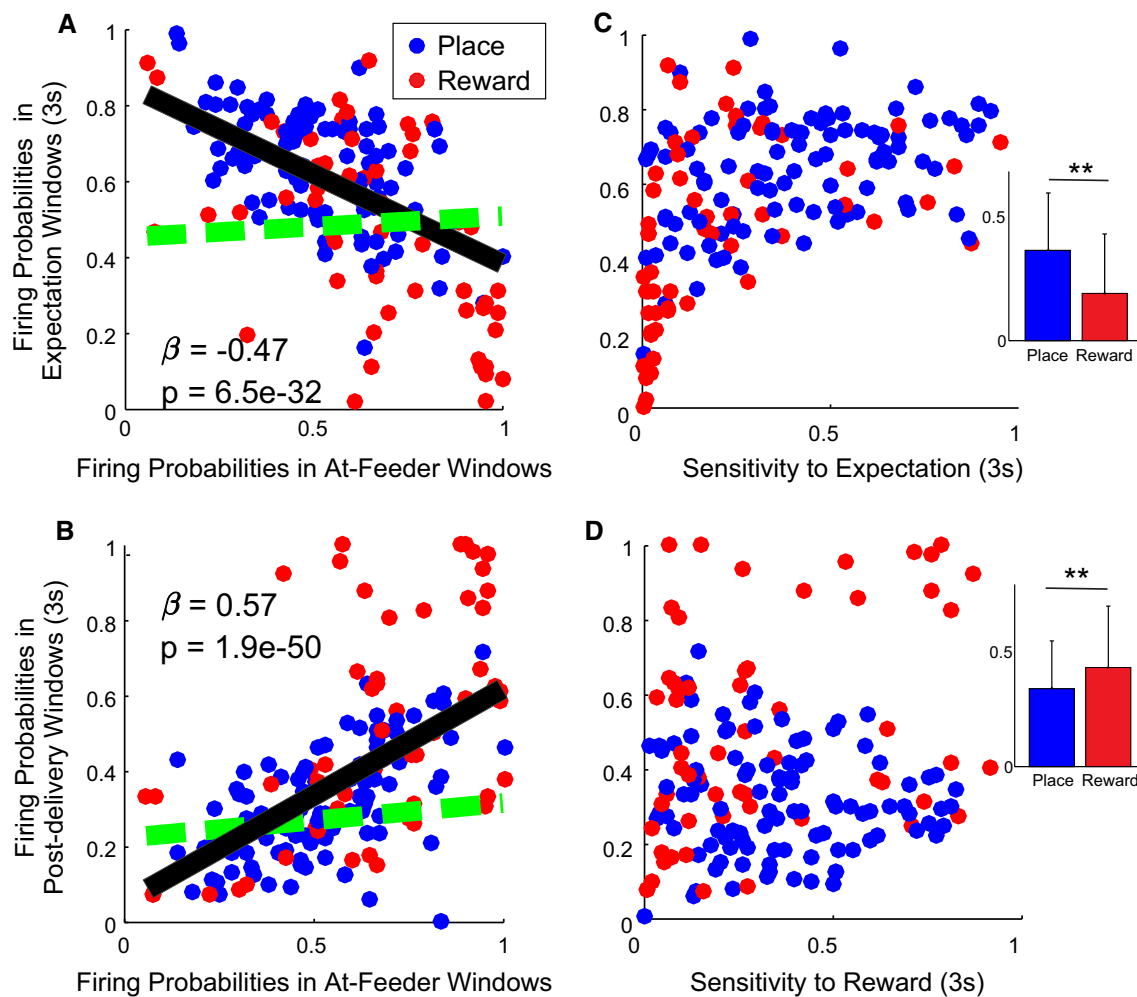 A
Place
Reward
Firing Probabilities in
Expectation Windows (3s)
1
0.8
0.6
0.4
0.2
0
β = -0.47
p = 6.5e-32
0
0.5
1
Firing Probabilities in At-Feeder Windows
C
1
0.8
0.6
0.4
0.2
0
0
0.5
1
Sensitivity to Expectation (3s)
**
0.5
0
Place
Reward
B
Firing Probabilities in
Post-delivery Windows (3s)
1
0.8
0.6
0.4
0.2
0
β = 0.57
p = 1.9e-50
0
0.5
1
Firing Probabilities in At-Feeder Windows
D
1
0.8
0.6
0.4
0.2
0
0
0.5
1
Sensitivity to Reward (3s)
**
0.5
0
Place
Reward